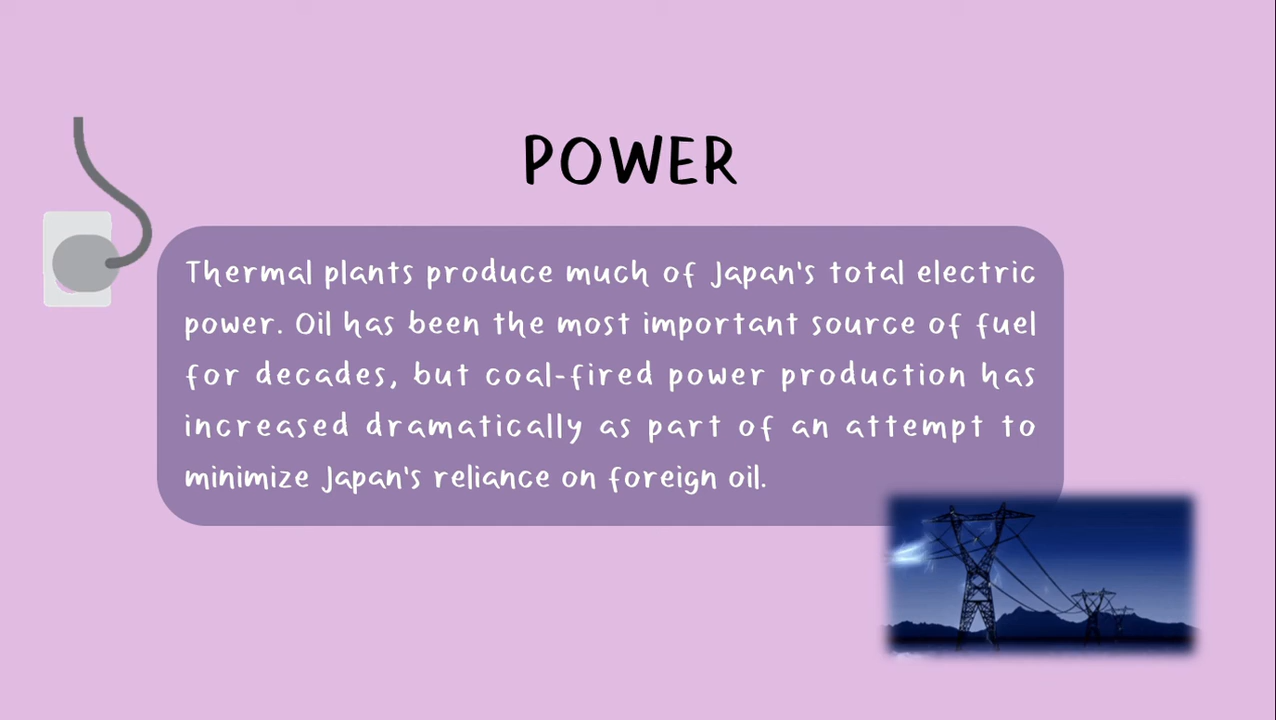 POWER
Thermal plants produce much of Japan's total electric
power. Oil has been the most important source of fuel
for decades, but coal-fired power production has
increased dramatically as part of an attempt to
minimize Japan's reliance on foreign oil.